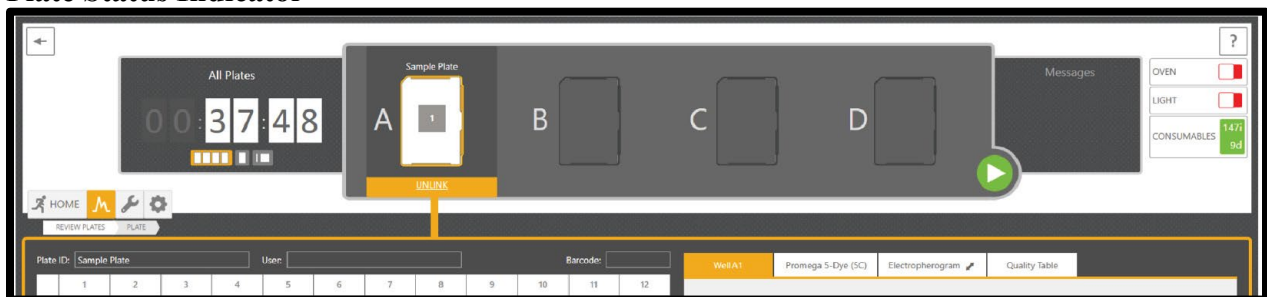 Plate Status Indicator
?
All Plates
00:37:48
Sample Plate
A
1
B
C
D
UNLINK
Messages
OVEN
LIGHT
CONSUMABLES
147i
9d
HOME
REVIEW PLATES
PLATE
Plate ID: Sample Plate
User:
Barcode:
1 2 3 4 5 6 7 8 9 10 11 12
Well A1
Promega 5-Dye (5C)
Electropherogram
Quality Table